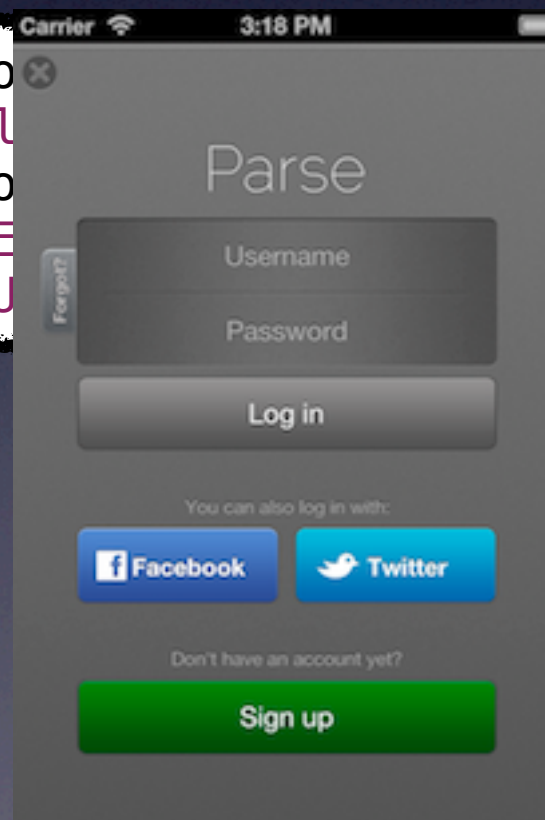 Carrier 3:18 PM
Parse
Username
Forgot?
Password
Log in
You can also log in with:
Facebook Twitter
Don't have an account yet?
Sign up